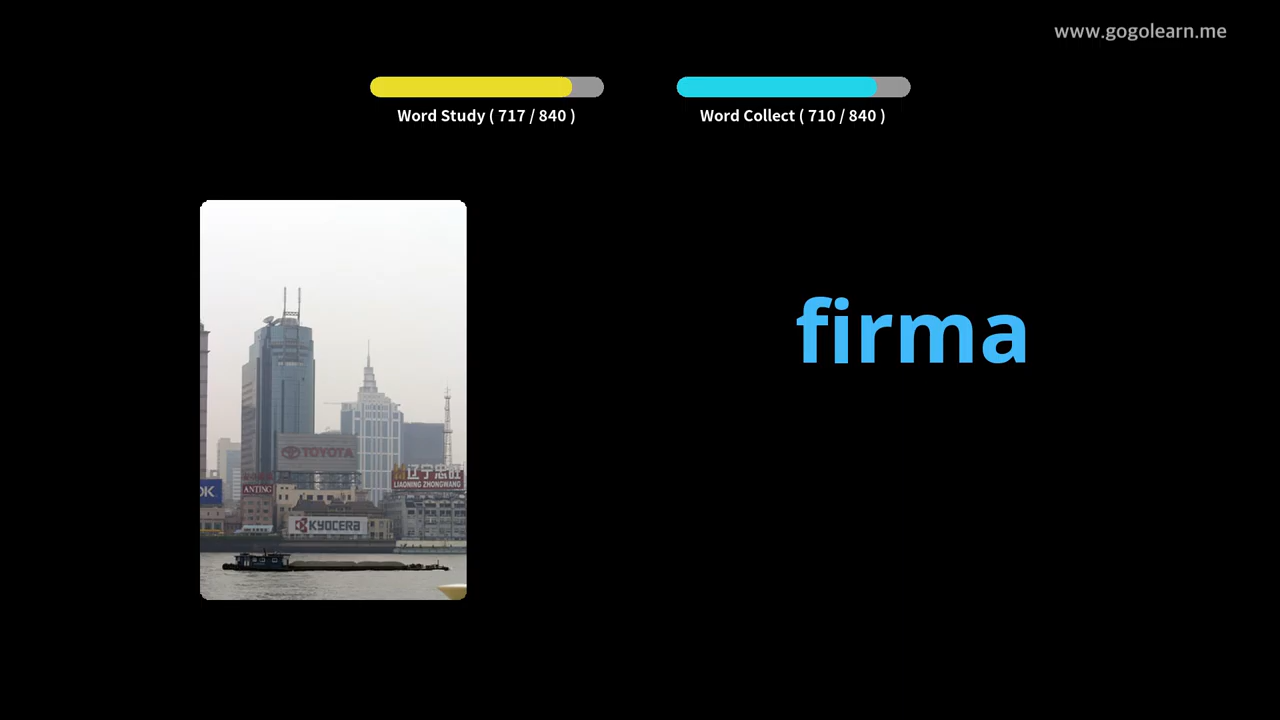 www.gogolearn.me
Word Study ( 717 / 840 )
Word Collect ( 710 / 840 )
firma
TOYOTA
辽宁忠旺
LIAONING ZHONGWANG
ANTING
OK
KYOCERA